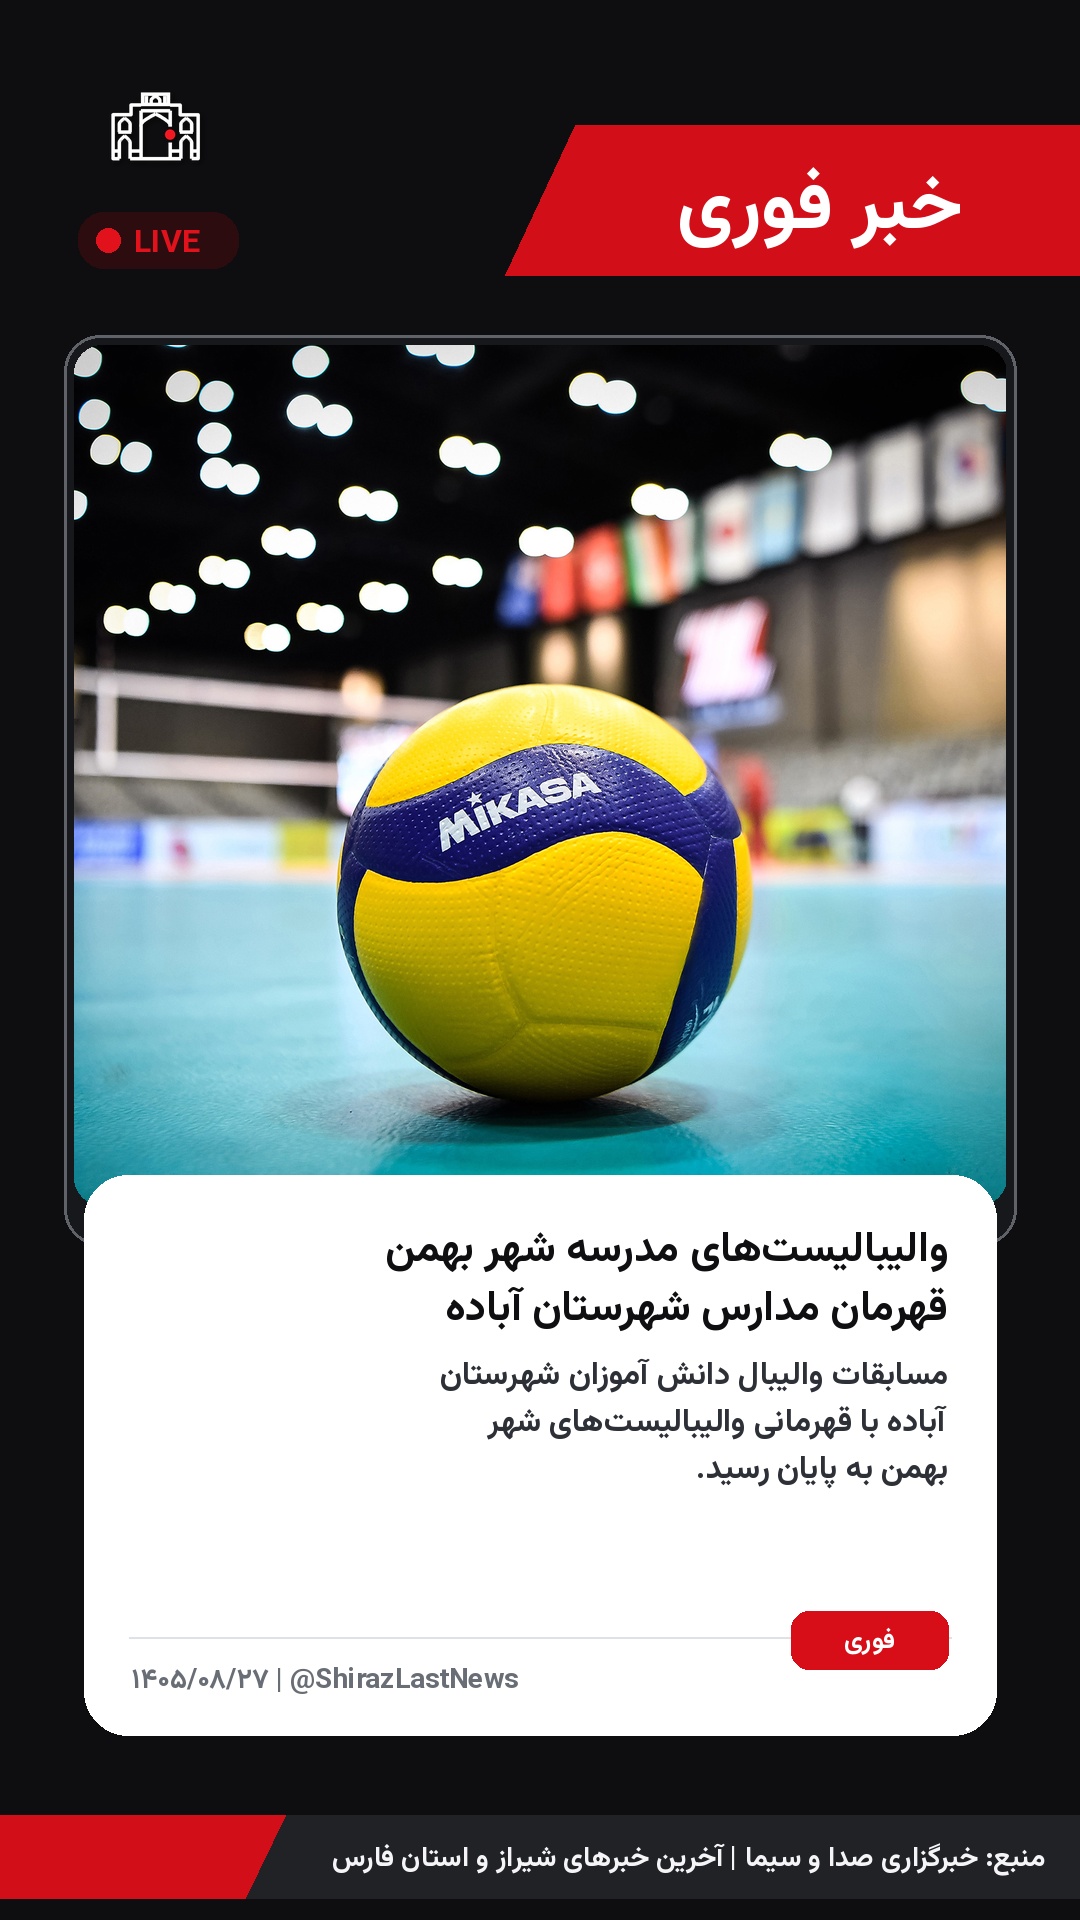 خبر فوری
LIVE
MIKASA
والیبالیست‌های مدرسه شهر بهمن
قهرمان مدارس شهرستان آباده
مسابقات والیبال دانش آموزان شهرستان
آباده با قهرمانی والیبالیست‌های شهر
بهمن به پایان رسید.
فوری
۱۴۰۵/۰۸/۲۷ | @ShirazLastNews
منبع: خبرگزاری صدا و سیما | آخرین خبرهای شیراز و استان فارس